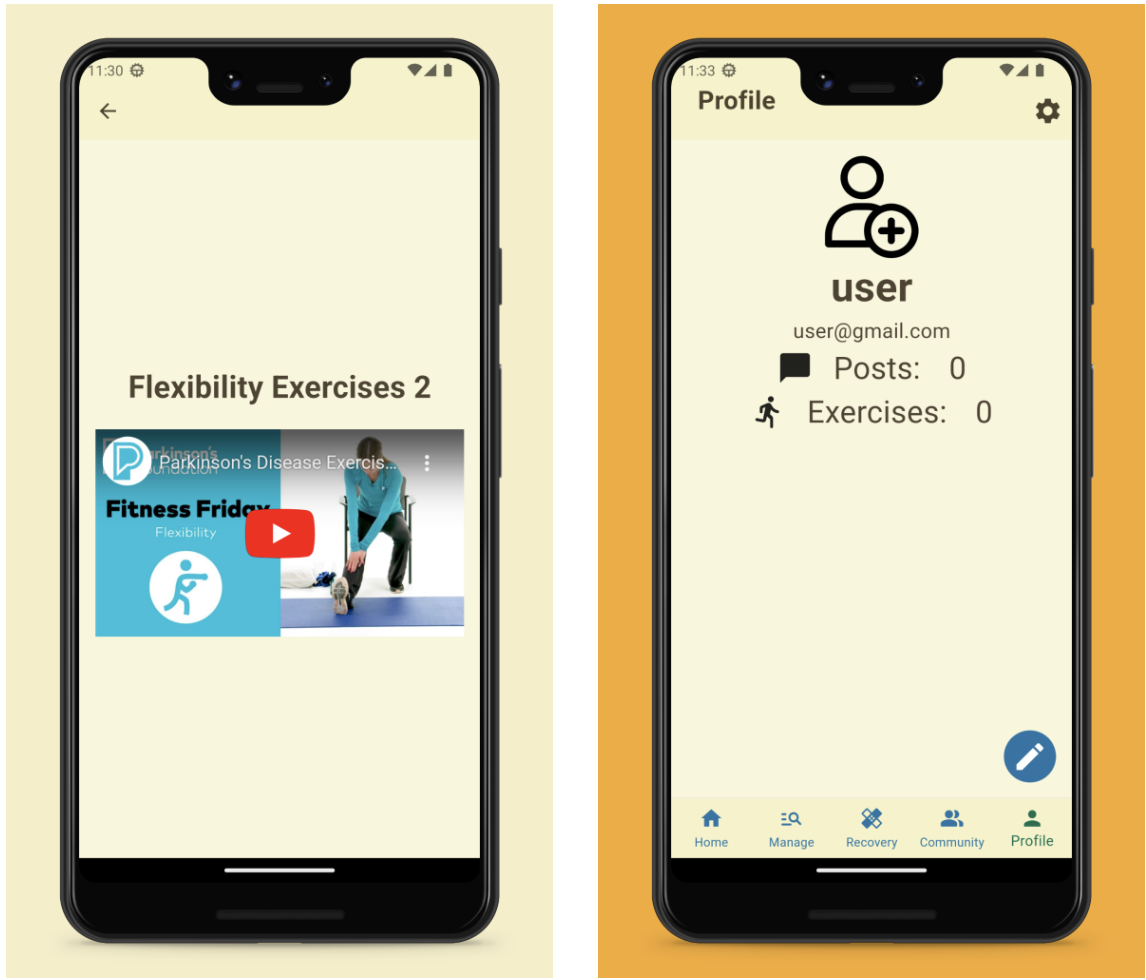 11:30
Flexibility Exercises 2
Parkinson's Foundation
Parkinson's Disease Exercis...
Fitness Friday
Flexibility
11:33
Profile
user
user@gmail.com
Posts: 0
Exercises: 0
Home
Manage
Recovery
Community
Profile